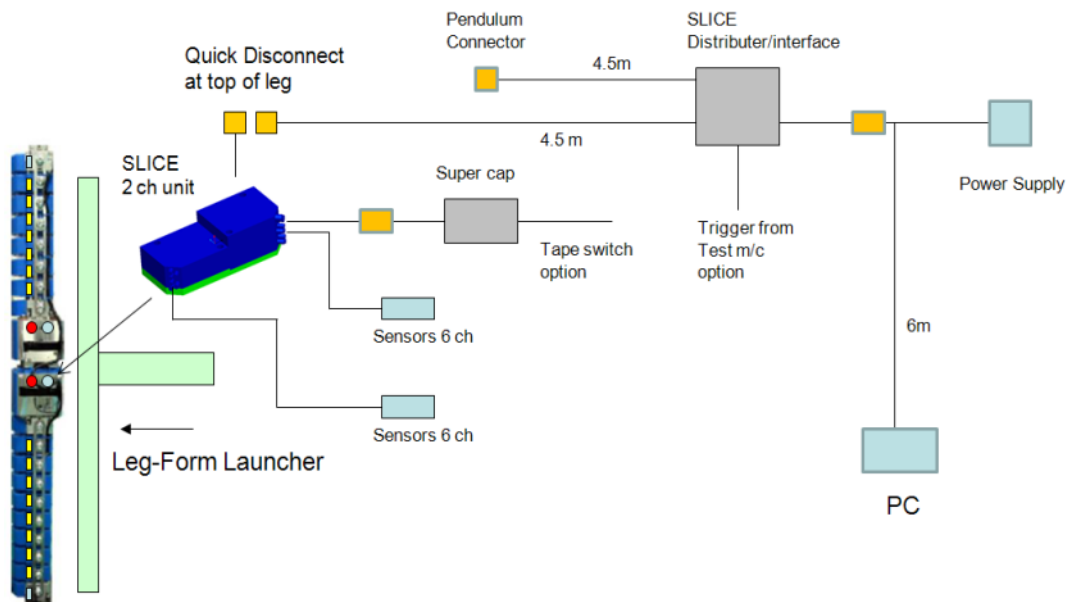 Pendulum
Connector
SLICE
Distributer/interface
Quick Disconnect
at top of leg
4.5m
4.5 m
SLICE
2 ch unit
Super cap
Power Supply
Tape switch
option
Trigger from
Test m/c
option
Sensors 6 ch
6m
Sensors 6 ch
Leg-Form Launcher
PC